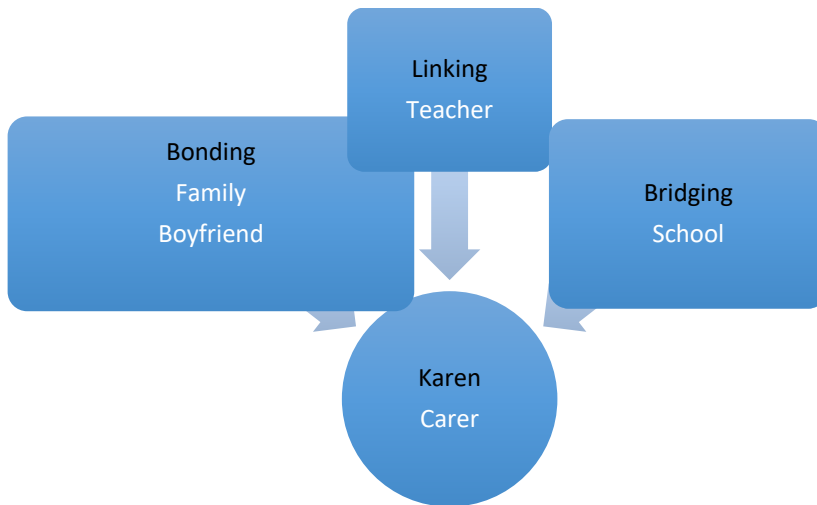 Linking
Teacher
Bonding
Family
Boyfriend
Bridging
School
Karen
Carer